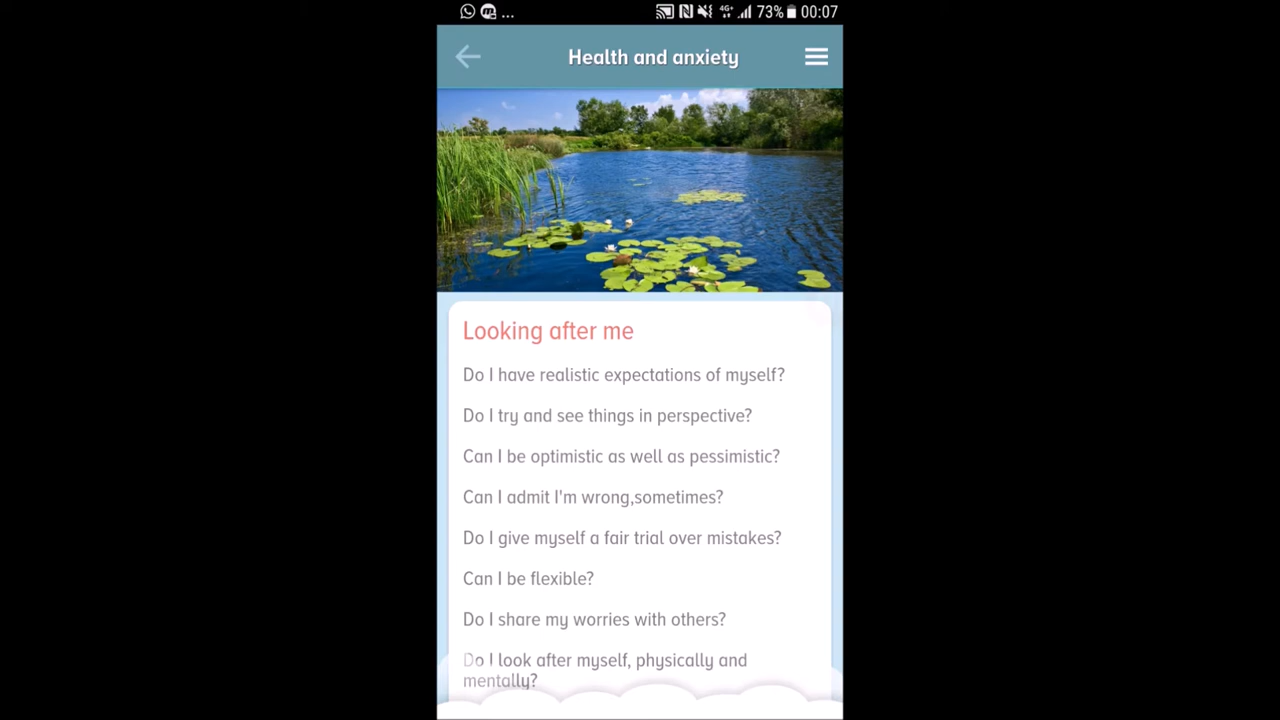 ... 4G+ 73% 00:07
Health and anxiety
Looking after me
Do I have realistic expectations of myself?
Do I try and see things in perspective?
Can I be optimistic as well as pessimistic?
Can I admit I'm wrong,sometimes?
Do I give myself a fair trial over mistakes?
Can I be flexible?
Do I share my worries with others?
Do I look after myself, physically and
mentally?